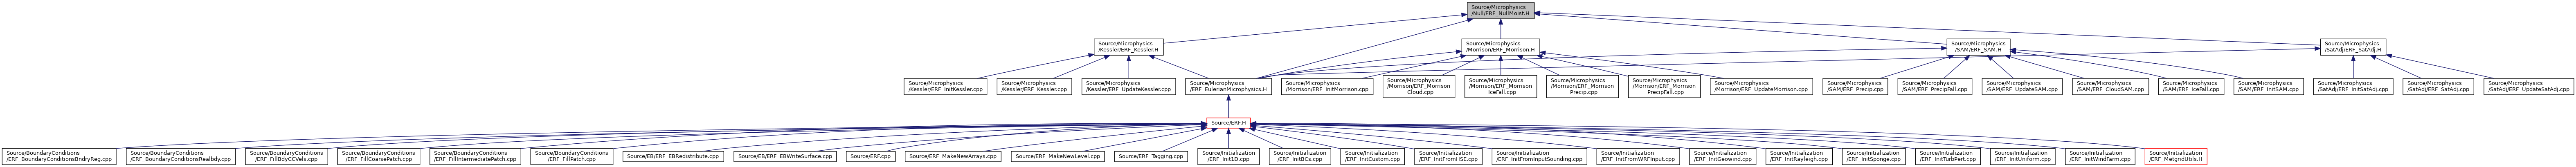 Source/Microphysics
/Null/ERF_NullMoist.H
Source/Microphysics
/Kessler/ERF_Kessler.H
Source/Microphysics
/Morrison/ERF_Morrison.H
Source/Microphysics
/SAM/ERF_SAM.H
Source/Microphysics
/SatAdj/ERF_SatAdj.H
Source/Microphysics
/Kessler/ERF_InitKessler.cpp
Source/Microphysics
/Kessler/ERF_Kessler.cpp
Source/Microphysics
/Kessler/ERF_UpdateKessler.cpp
Source/Microphysics
/ERF_EulerianMicrophysics.H
Source/Microphysics
/Morrison/ERF_InitMorrison.cpp
Source/Microphysics
/Morrison/ERF_Morrison
_Cloud.cpp
Source/Microphysics
/Morrison/ERF_Morrison
_IceFall.cpp
Source/Microphysics
/Morrison/ERF_Morrison
_Precip.cpp
Source/Microphysics
/Morrison/ERF_Morrison
_PrecipFall.cpp
Source/Microphysics
/Morrison/ERF_UpdateMorrison.cpp
Source/Microphysics
/SAM/ERF_Precip.cpp
Source/Microphysics
/SAM/ERF_PrecipFall.cpp
Source/Microphysics
/SAM/ERF_UpdateSAM.cpp
Source/Microphysics
/SAM/ERF_CloudSAM.cpp
Source/Microphysics
/SAM/ERF_IceFall.cpp
Source/Microphysics
/SAM/ERF_InitSAM.cpp
Source/Microphysics
/SatAdj/ERF_InitSatAdj.cpp
Source/Microphysics
/SatAdj/ERF_SatAdj.cpp
Source/Microphysics
/SatAdj/ERF_UpdateSatAdj.cpp
Source/ERF.H
Source/BoundaryConditions
/ERF_BoundaryConditionsBndryReg.cpp
Source/BoundaryConditions
/ERF_BoundaryConditionsRealbdy.cpp
Source/BoundaryConditions
/ERF_FillBdyCCVels.cpp
Source/BoundaryConditions
/ERF_FillCoarsePatch.cpp
Source/BoundaryConditions
/ERF_FillIntermediatePatch.cpp
Source/BoundaryConditions
/ERF_FillPatch.cpp
Source/EB/ERF_EBRedistribute.cpp
Source/EB/ERF_EBWriteSurface.cpp
Source/ERF.cpp
Source/ERF_MakeNewArrays.cpp
Source/ERF_MakeNewLevel.cpp
Source/ERF_Tagging.cpp
Source/Initialization
/ERF_Init1D.cpp
Source/Initialization
/ERF_InitBCs.cpp
Source/Initialization
/ERF_InitCustom.cpp
Source/Initialization
/ERF_InitFromHSE.cpp
Source/Initialization
/ERF_InitFromInputSounding.cpp
Source/Initialization
/ERF_InitFromWRFInput.cpp
Source/Initialization
/ERF_InitGeowind.cpp
Source/Initialization
/ERF_InitRayleigh.cpp
Source/Initialization
/ERF_InitSponge.cpp
Source/Initialization
/ERF_InitTurbPert.cpp
Source/Initialization
/ERF_InitUniform.cpp
Source/Initialization
/ERF_InitWindFarm.cpp
Source/Initialization
/ERF_MetgridUtils.H